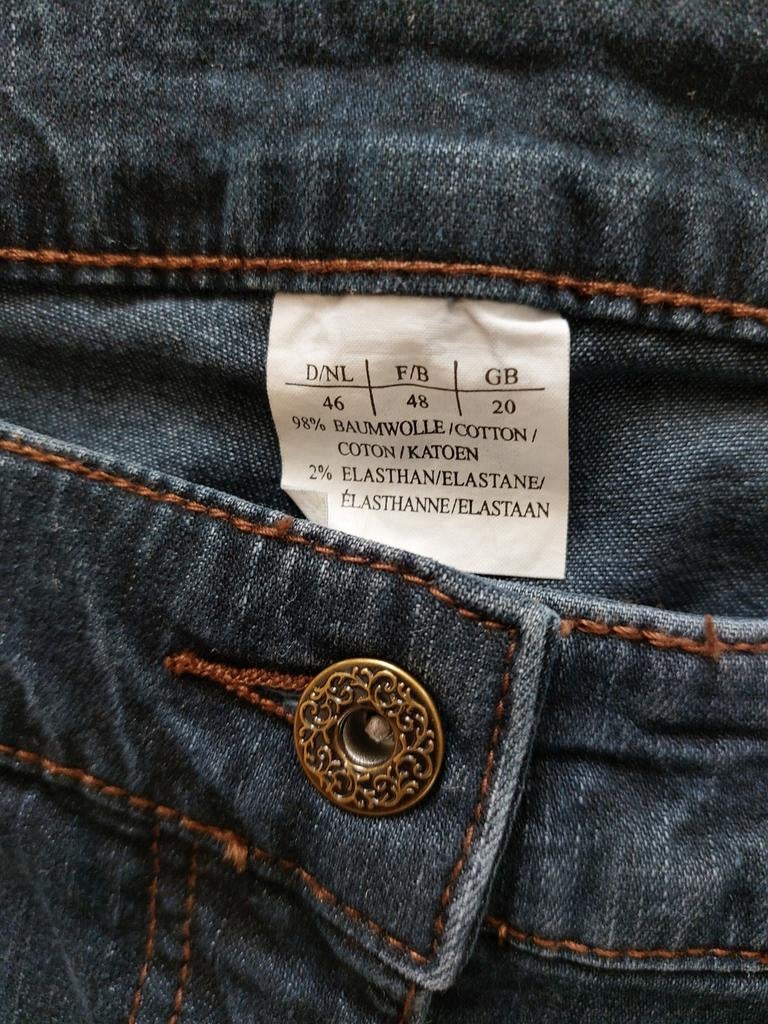 D/NL F/B GB
46 48 20
98% BAUMWOLLE/COTTON/
COTON/KATOEN
2% ELASTHAN/ELASTANE/
ÉLASTHANNE/ELASTAAN